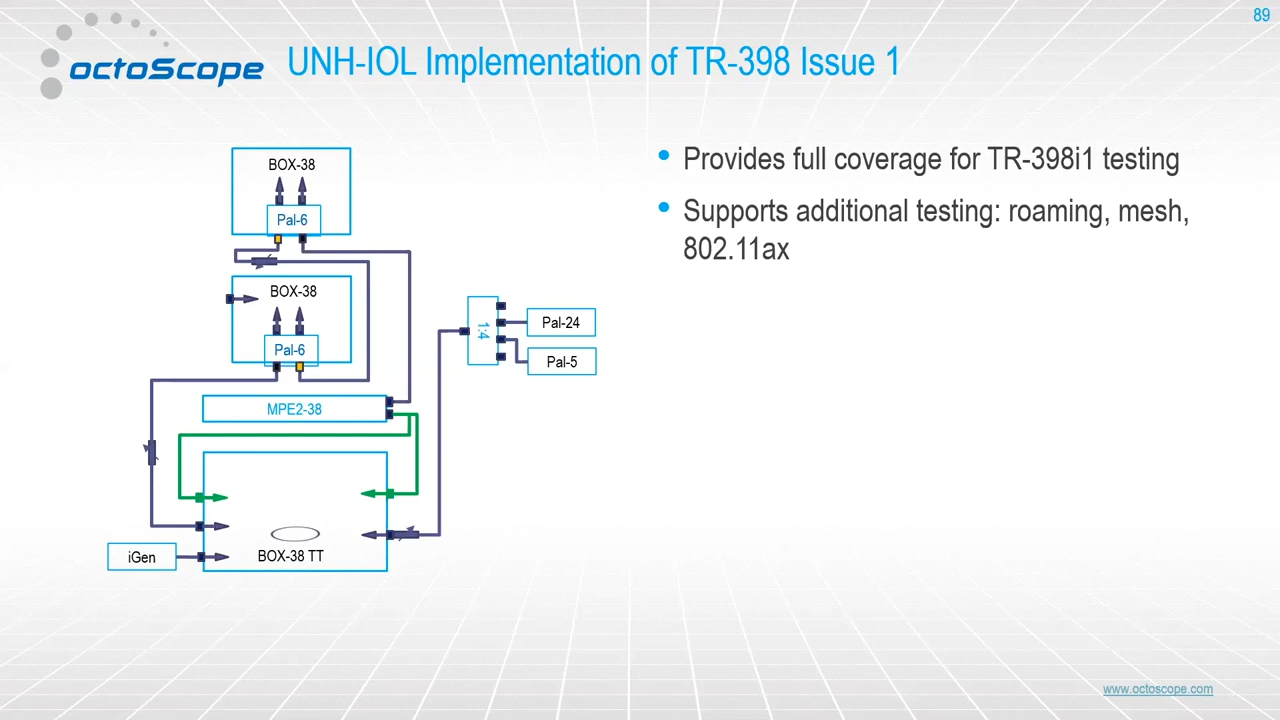 89
octoScope
UNH-IOL Implementation of TR-398 Issue 1
BOX-38
Pal-6
BOX-38
Pal-6
MPE2-38
BOX-38 TT
iGen
1:4
Pal-24
Pal-5
• Provides full coverage for TR-398i1 testing
• Supports additional testing: roaming, mesh,
802.11ax
www.octoscope.com